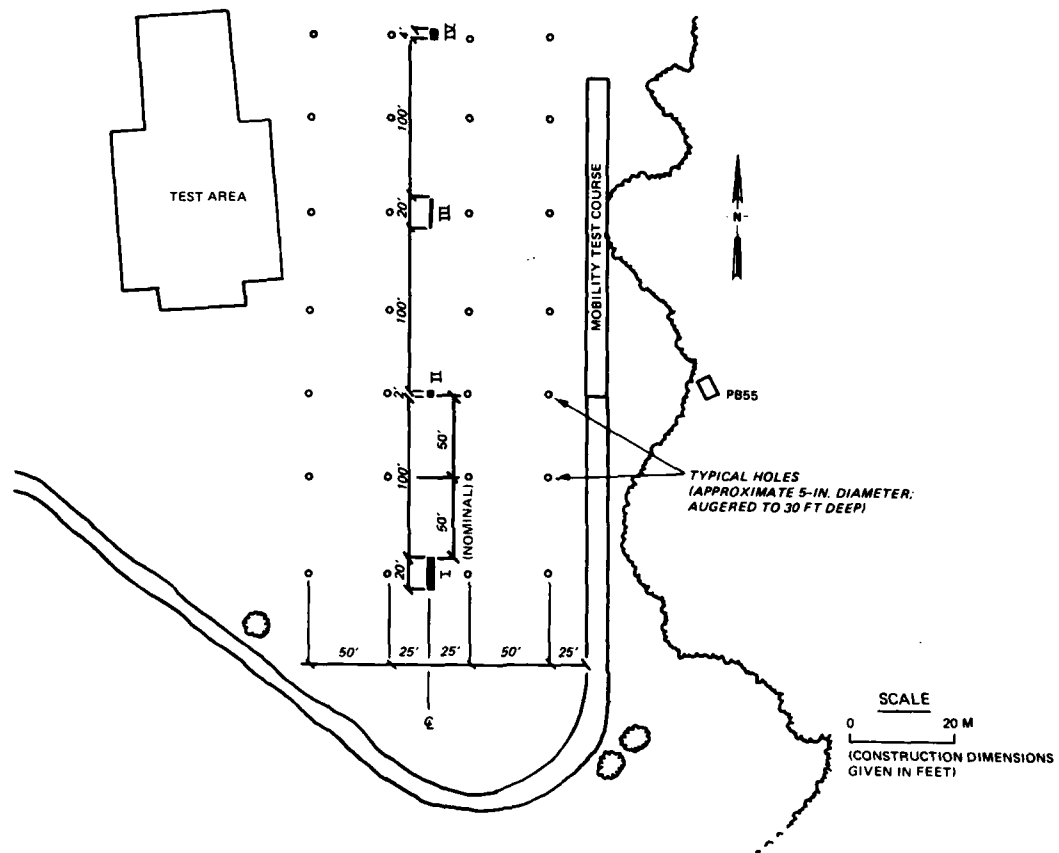 4'
IV
100'
TEST AREA
20'
III
MOBILITY TEST COURSE
N
100'
2'
II
PB55
50'
100'
TYPICAL HOLES
(APPROXIMATE 5-IN. DIAMETER;
AUGERED TO 30 FT DEEP)
50'
(NOMINAL)
20'
I
50'
25'
25'
50'
25'
℄
SCALE
0 20 M
(CONSTRUCTION DIMENSIONS
GIVEN IN FEET)